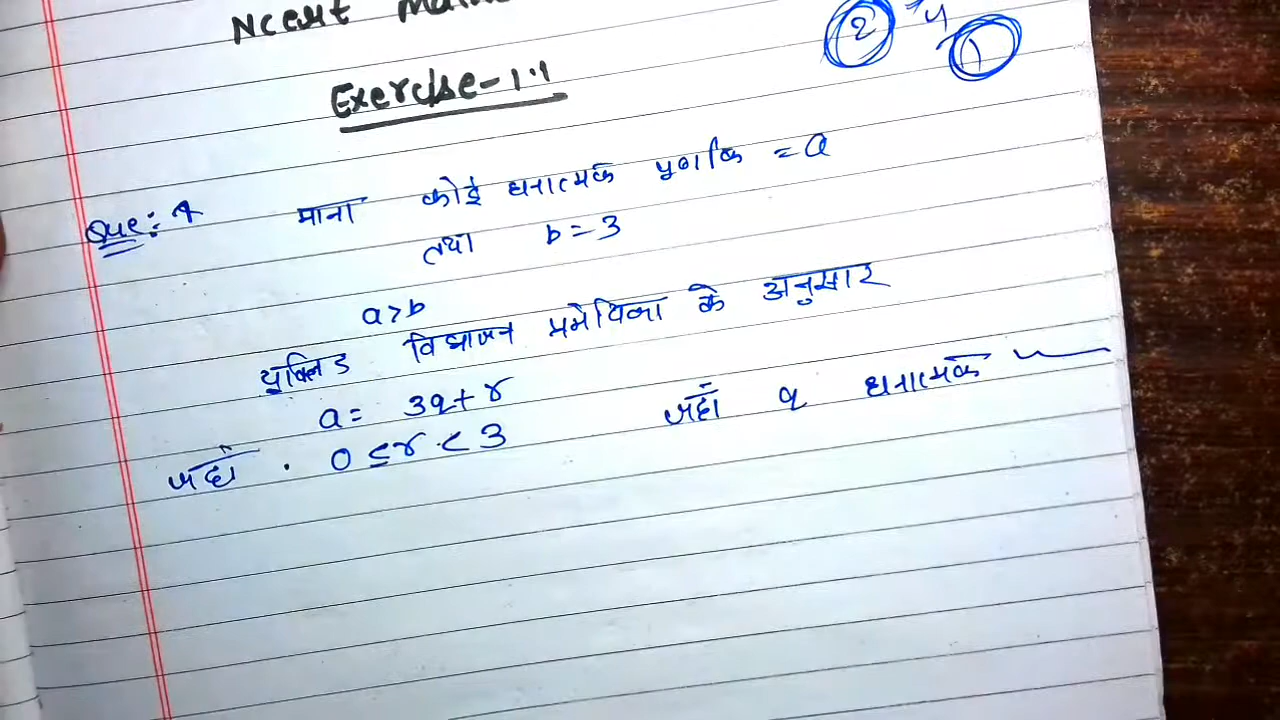 Ncert
Exercise-1.1
2 4 1
Que:4 माना कोई धनात्मक पूर्णांक = a
तथा b = 3
a > b
युक्लिड विभाजन प्रमेयिका के अनुसार
a = 3q + r
जहाँ q धनात्मक
जहाँ 0 ≤ r < 3